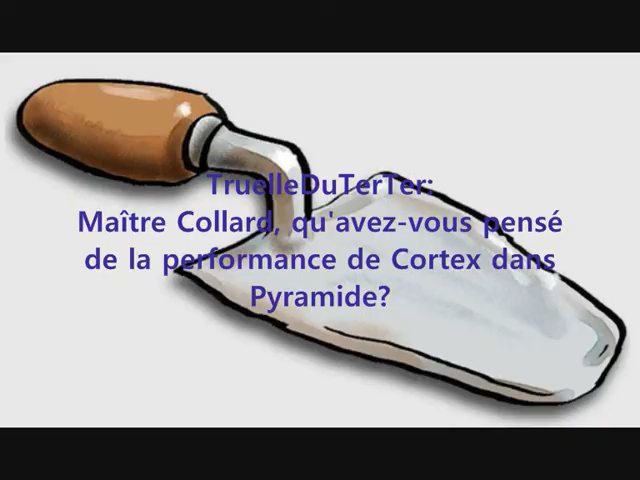 TruelleDuTerTer:
Maître Collard, qu'avez-vous pensé
de la performance de Cortex dans
Pyramide?